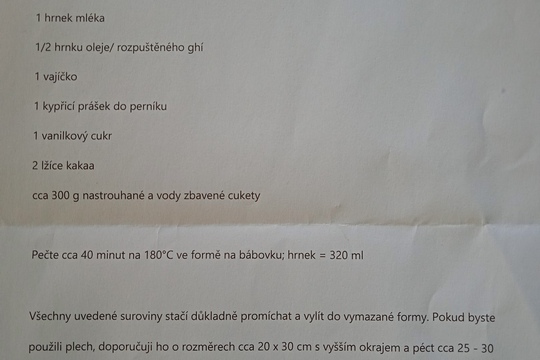 1 hrnek mléka
1/2 hrnku oleje/ rozpuštěného ghí
1 vajíčko
1 kypřící prášek do perníku
1 vanilkový cukr
2 lžíce kakaa
cca 300 g nastrouhané a vody zbavené cukety
Pečte cca 40 minut na 180°C ve formě na bábovku; hrnek = 320 ml
Všechny uvedené suroviny stačí důkladně promíchat a vylít do vymazané formy. Pokud byste
použili plech, doporučuji ho o rozměrech cca 20 x 30 cm s vyšším okrajem a péct cca 25 - 30